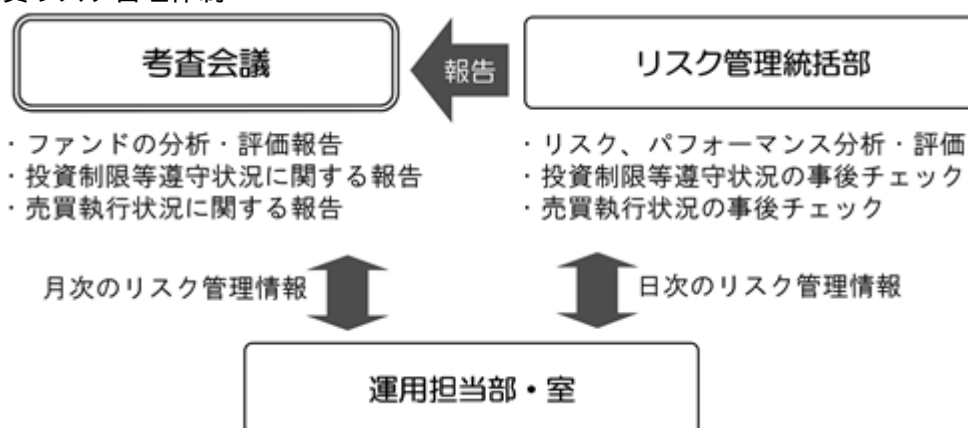 考査会議
報告
リスク管理統括部
・ファンドの分析・評価報告
・投資制限等遵守状況に関する報告
・売買執行状況に関する報告
・リスク、パフォーマンス分析・評価
・投資制限等遵守状況の事後チェック
・売買執行状況の事後チェック
月次のリスク管理情報
日次のリスク管理情報
運用担当部・室